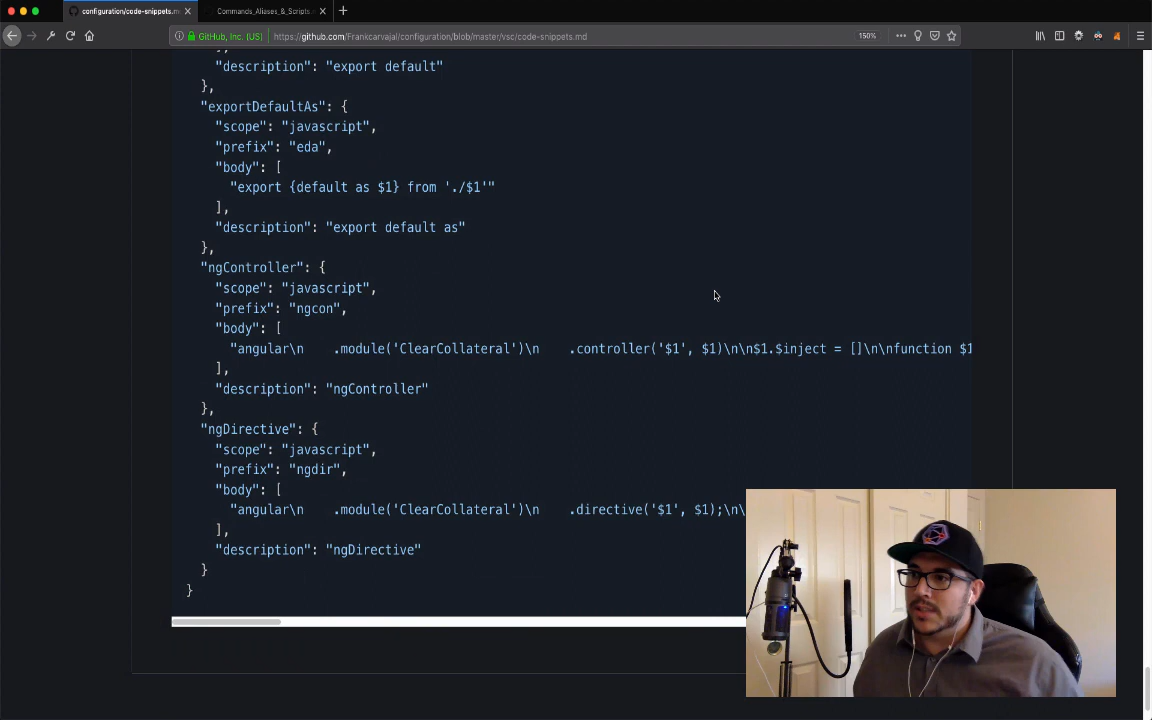 configuration/code-snippets.m
Commands_Aliases_&_Scripts.
GitHub, Inc. (US)
https://github.com/Frankcarvajal/configuration/blob/master/vsc/code-snippets.md
150%
"description": "export default"
},
"exportDefaultAs": {
"scope": "javascript",
"prefix": "eda",
"body": [
"export {default as $1} from './$1'"
],
"description": "export default as"
},
"ngController": {
"scope": "javascript",
"prefix": "ngcon",
"body": [
"angular\n    .module('ClearCollateral')\n    .controller('$1', $1)\n\n$1.$inject = []\n\nfunction $1
],
"description": "ngController"
},
"ngDirective": {
"scope": "javascript",
"prefix": "ngdir",
"body": [
"angular\n    .module('ClearCollateral')\n    .directive('$1', $1);\n\
],
"description": "ngDirective"
}
}